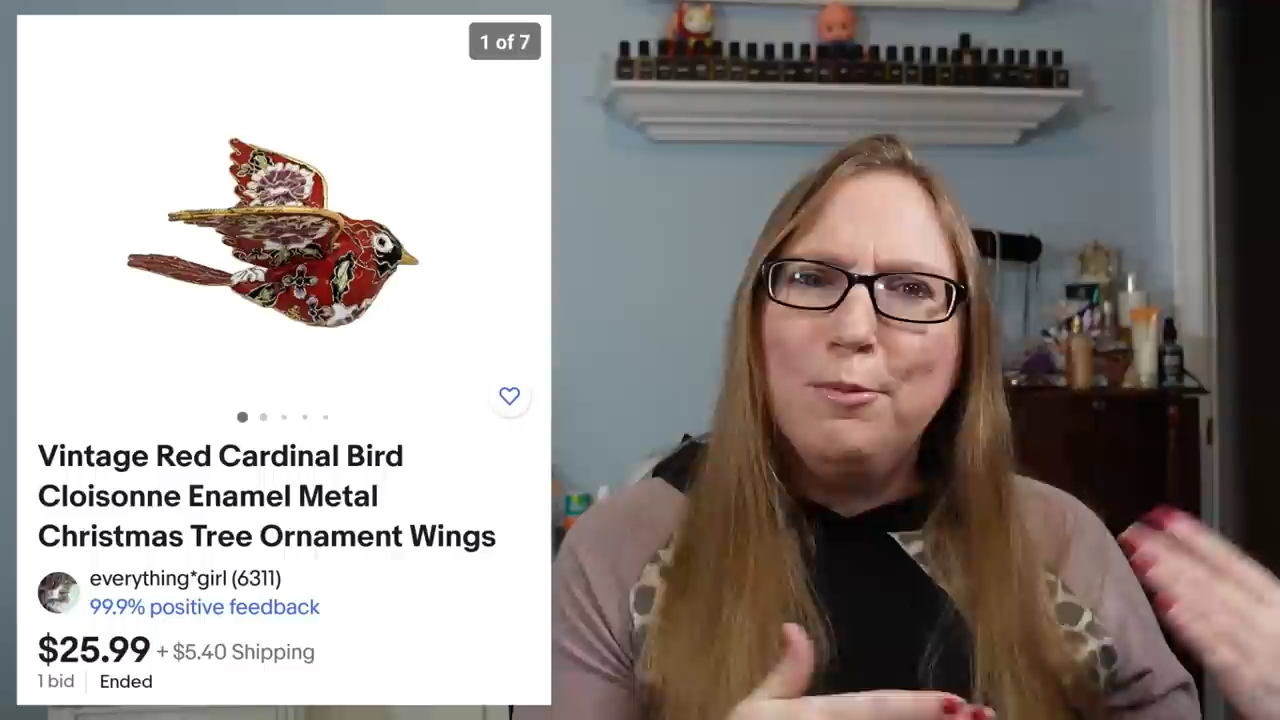 1 of 7
Vintage Red Cardinal Bird
Cloisonne Enamel Metal
Christmas Tree Ornament Wings
everything*girl (6311)
99.9% positive feedback
$25.99 + $5.40 Shipping
1 bid Ended